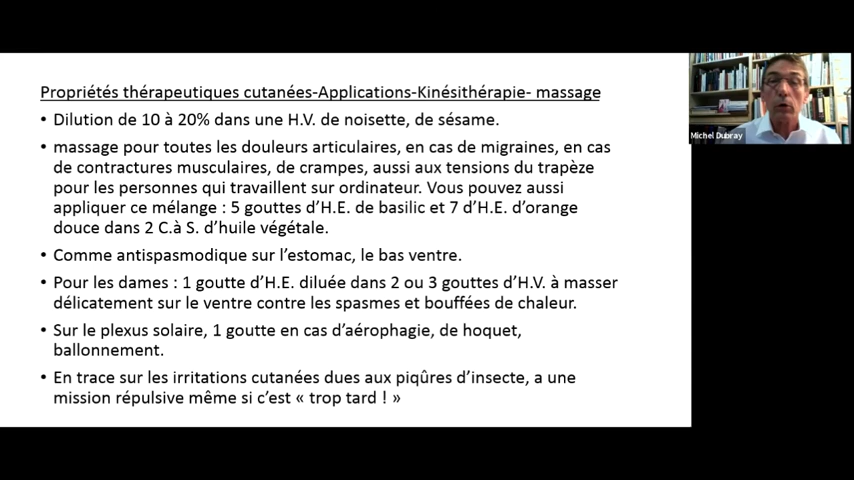 Propriétés thérapeutiques cutanées-Applications-Kinésithérapie- massage
• Dilution de 10 à 20% dans une H.V. de noisette, de sésame.
• massage pour toutes les douleurs articulaires, en cas de migraines, en cas
de contractures musculaires, de crampes, aussi aux tensions du trapèze
pour les personnes qui travaillent sur ordinateur. Vous pouvez aussi
appliquer ce mélange : 5 gouttes d’H.E. de basilic et 7 d’H.E. d’orange
douce dans 2 C.à S. d’huile végétale.
• Comme antispasmodique sur l’estomac, le bas ventre.
• Pour les dames : 1 goutte d’H.E. diluée dans 2 ou 3 gouttes d’H.V. à masser
délicatement sur le ventre contre les spasmes et bouffées de chaleur.
• Sur le plexus solaire, 1 goutte en cas d’aérophagie, de hoquet,
ballonnement.
• En trace sur les irritations cutanées dues aux piqûres d’insecte, a une
mission répulsive même si c’est « trop tard ! »
Michel Dubray